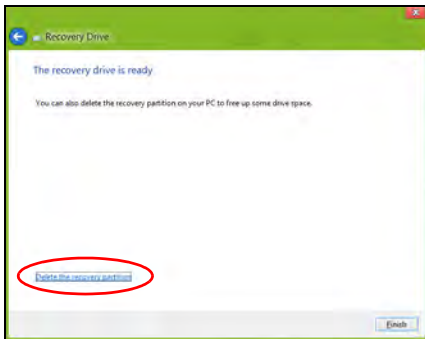 Recovery Drive
The recovery drive is ready
You can also delete the recovery partition on your PC to free up some drive space.
Delete the recovery partition
Finish